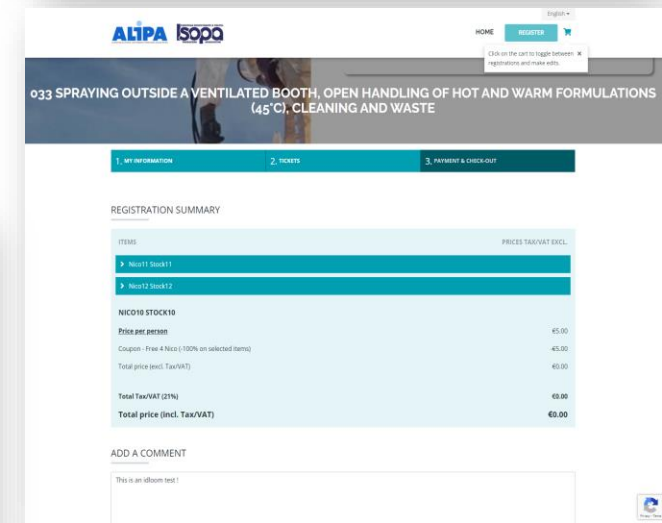 English
ALIPA ISOPA
HOME
REGISTER
Click on the cart to toggle between
registrations and make edits.
033 SPRAYING OUTSIDE A VENTILATED BOOTH, OPEN HANDLING OF HOT AND WARM FORMULATIONS
(45°C), CLEANING AND WASTE
1. MY INFORMATION
2. TICKETS
3. PAYMENT & CHECK-OUT
REGISTRATION SUMMARY
ITEMS PRICES TAX/VAT EXCL.
Nico11 Stock11
Nico12 Stock12
NICO10 STOCK10
Price per person €5.00
Coupon - Free 4 Nico (-100% on selected items) -€5.00
Total price (excl. Tax/VAT) €0.00
Total Tax/VAT (21%) €0.00
Total price (incl. Tax/VAT) €0.00
ADD A COMMENT
This is an idloom test !